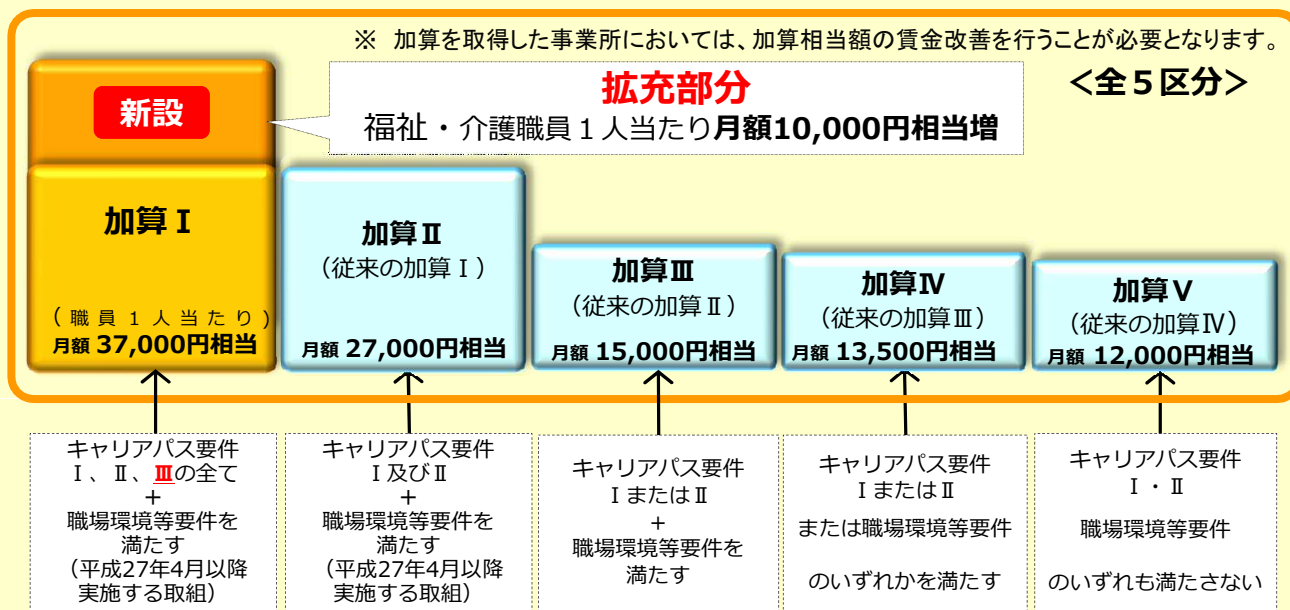 ※ 加算を取得した事業所においては、加算相当額の賃金改善を行うことが必要となります。
<全5区分>
新設
拡充部分
福祉・介護職員1人当たり月額10,000円相当増
加算Ⅰ
(職員1人当たり)
月額 37,000円相当
加算Ⅱ
(従来の加算Ⅰ)
月額 27,000円相当
加算Ⅲ
(従来の加算Ⅱ)
月額 15,000円相当
加算Ⅳ
(従来の加算Ⅲ)
月額 13,500円相当
加算Ⅴ
(従来の加算Ⅳ)
月額 12,000円相当
キャリアパス要件
Ⅰ、Ⅱ、Ⅲの全て
+
職場環境等要件を
満たす
(平成27年4月以降
実施する取組)
キャリアパス要件
Ⅰ及びⅡ
+
職場環境等要件を
満たす
(平成27年4月以降
実施する取組)
キャリアパス要件
ⅠまたはⅡ
+
職場環境等要件を
満たす
キャリアパス要件
ⅠまたはⅡ
または職場環境等要件
のいずれかを満たす
キャリアパス要件
Ⅰ・Ⅱ
職場環境等要件
のいずれも満たさない